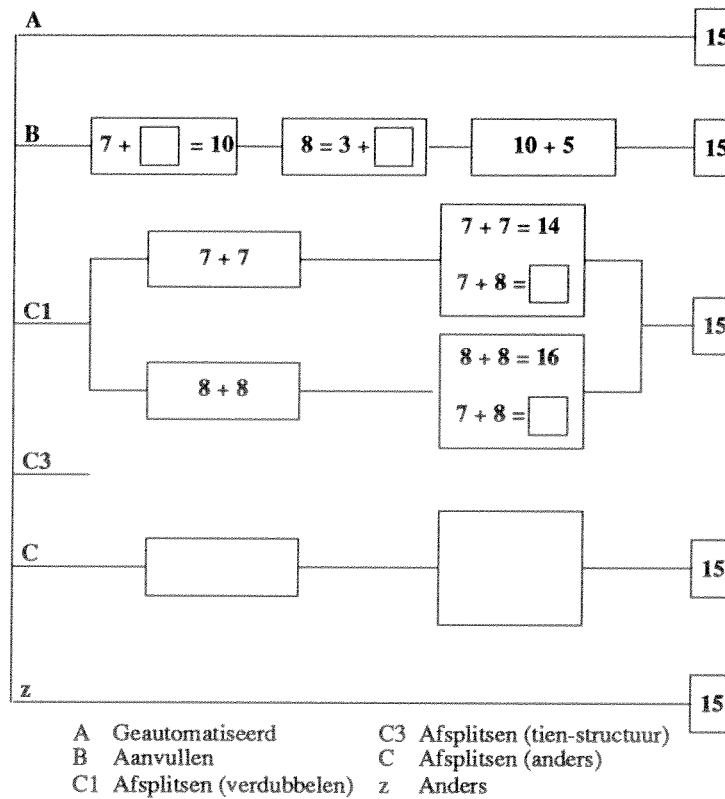 A
15
B
7 + □ = 10
8 = 3 + □
10 + 5
15
7 + 7
7 + 7 = 14
7 + 8 = □
C1
15
8 + 8
8 + 8 = 16
7 + 8 = □
C3
C
15
z
15
A Geautomatiseerd
B Aanvullen
C1 Afsplitsen (verdubbelen)
C3 Afsplitsen (tien-structuur)
C Afsplitsen (anders)
z Anders